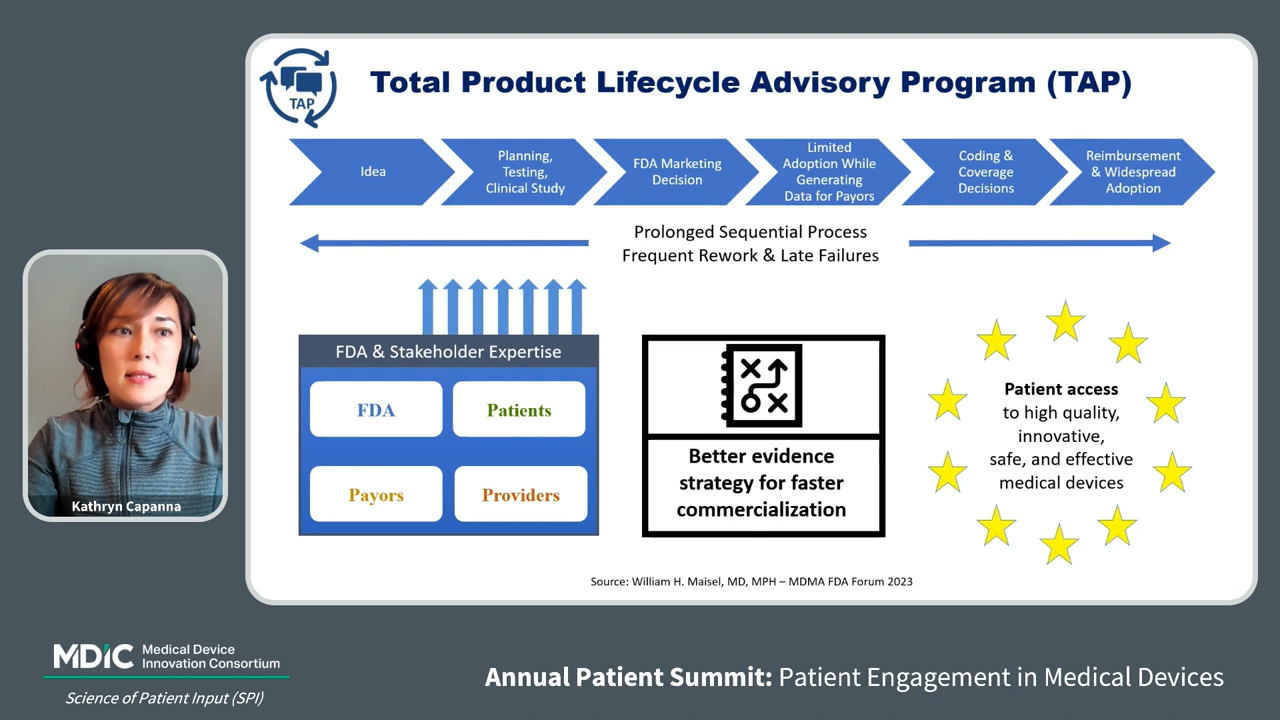 TAP
Total Product Lifecycle Advisory Program (TAP)
Idea
Planning,
Testing,
Clinical Study
FDA Marketing
Decision
Limited
Adoption While
Generating
Data for Payors
Coding &
Coverage
Decisions
Reimbursement
& Widespread
Adoption
Prolonged Sequential Process
Frequent Rework & Late Failures
FDA & Stakeholder Expertise
FDA
Patients
Payors
Providers
Better evidence
strategy for faster
commercialization
Patient access
to high quality,
innovative,
safe, and effective
medical devices
Source: William H. Maisel, MD, MPH – MDMA FDA Forum 2023
Kathryn Capanna
MDIC
Medical Device
Innovation Consortium
Science of Patient Input (SPI)
Annual Patient Summit: Patient Engagement in Medical Devices